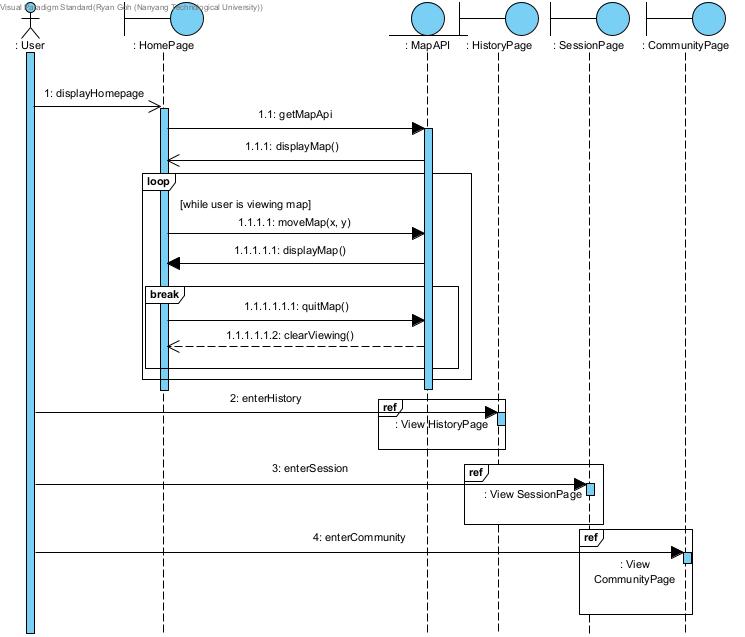 Visual Paradigm Standard(Ryan Goh (Nanyang Technological University))
: User
: HomePage
: MapAPI
: HistoryPage
: SessionPage
: CommunityPage
1: displayHomepage
1.1: getMapApi
1.1.1: displayMap()
loop
[while user is viewing map]
1.1.1.1: moveMap(x, y)
1.1.1.1.1: displayMap()
break
1.1.1.1.1.1: quitMap()
1.1.1.1.1.2: clearViewing()
2: enterHistory
ref
: View HistoryPage
3: enterSession
ref
: View SessionPage
4: enterCommunity
ref
: View
CommunityPage